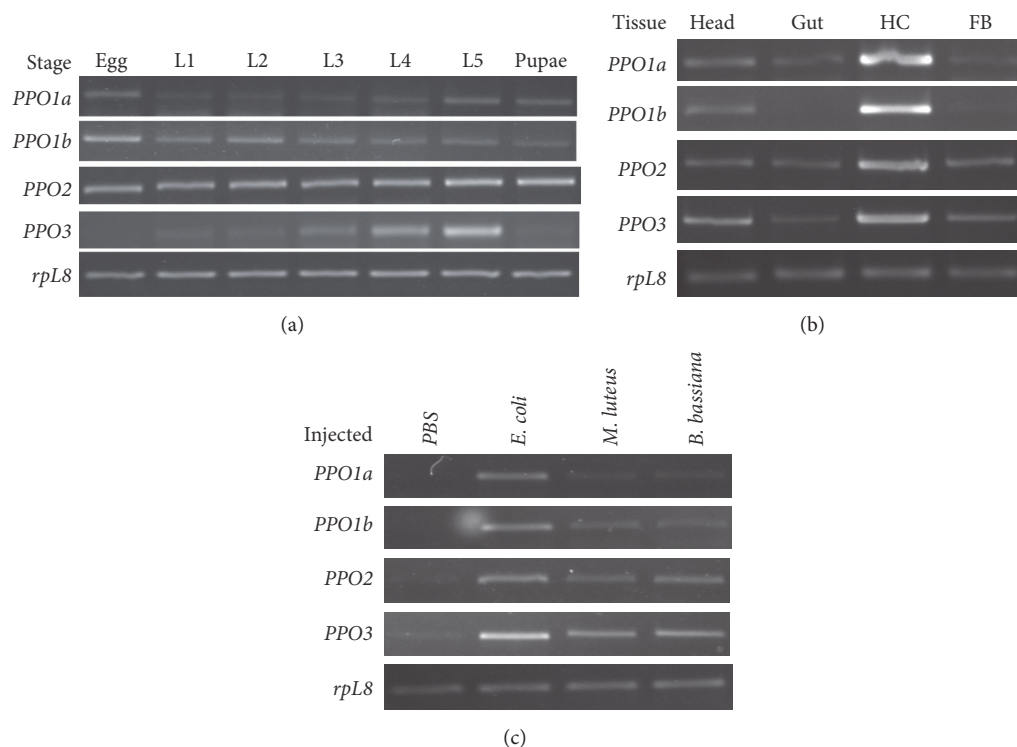 Stage Egg L1 L2 L3 L4 L5 Pupae
PPO1a
PPO1b
PPO2
PPO3
rpL8
(a)
Tissue Head Gut HC FB
PPO1a
PPO1b
PPO2
PPO3
rpL8
(b)
Injected PBS E. coli M. luteus B. bassiana
PPO1a
PPO1b
PPO2
PPO3
rpL8
(c)